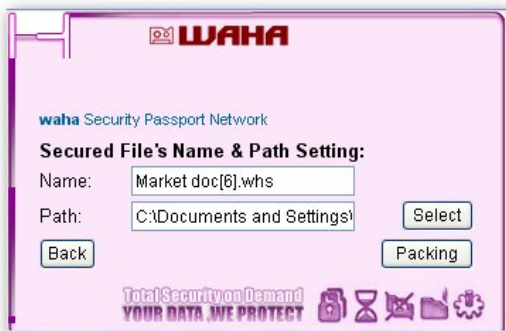 WAHA
waha Security Passport Network
Secured File's Name & Path Setting:
Name: Market doc[6].whs
Path: C:\Documents and Settings\ Select
Back Packing
Total Security on Demand
YOUR DATA ,WE PROTECT